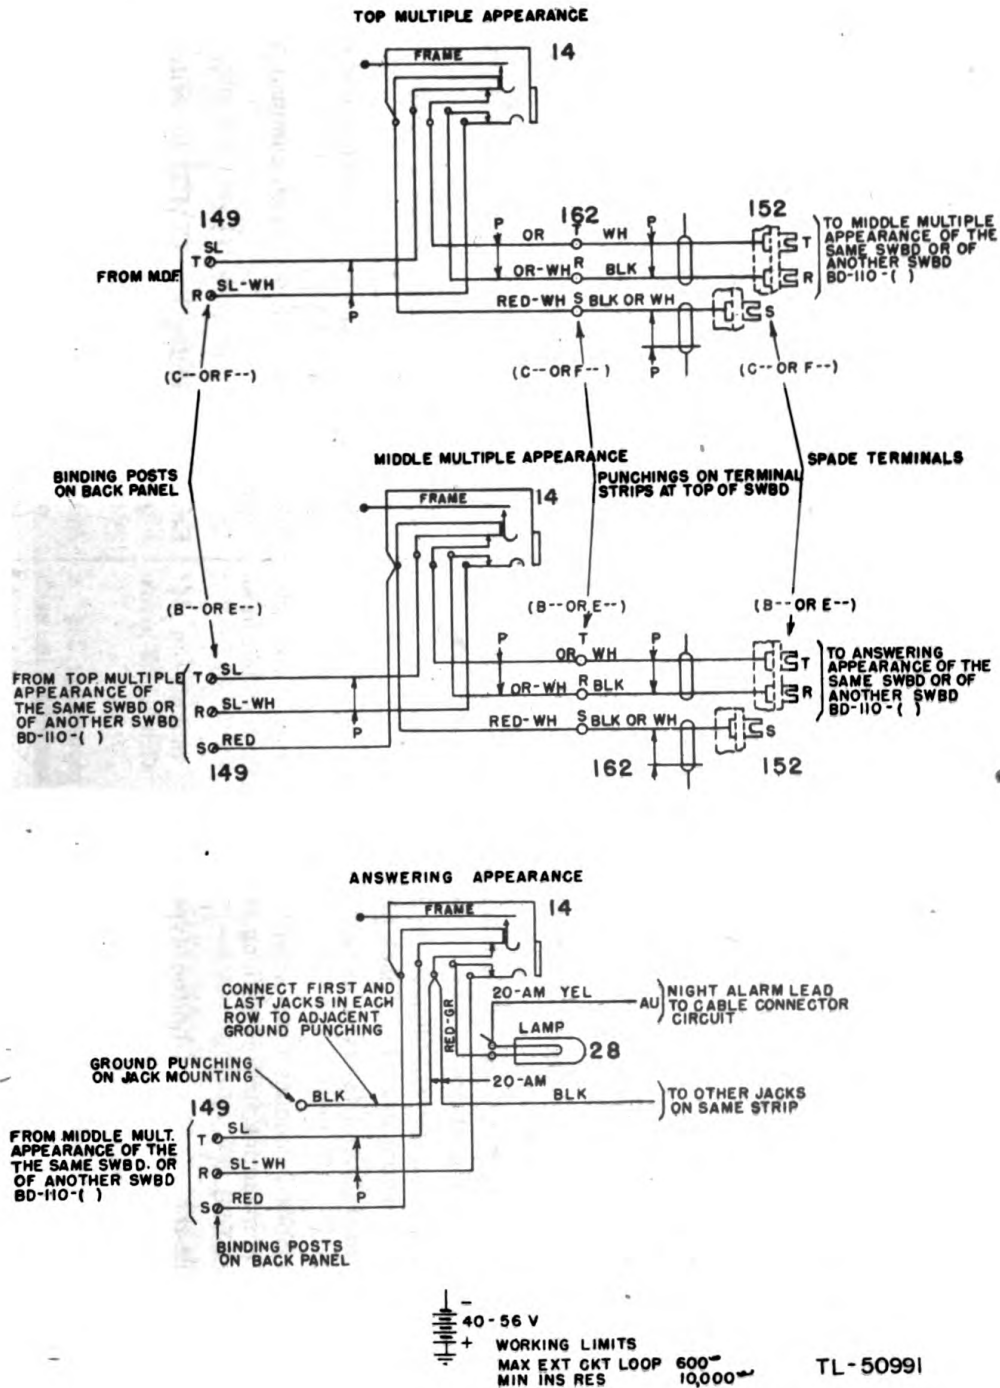 TOP MULTIPLE APPEARANCE
14
FRAME
149
P
162
P
152
T SL
OR T WH
T
FROM M.D.F.
OR-WH R BLK
R
R SL-WH
RED-WH S BLK OR WH
S
TO MIDDLE MULTIPLE
APPEARANCE OF THE
SAME SWBD OR OF
ANOTHER SWBD
BD-110-( )
P
P
(C--OR F--)
(C--OR F--)
(C--OR F--)
BINDING POSTS
ON BACK PANEL
MIDDLE MULTIPLE APPEARANCE
PUNCHINGS ON TERMINAL
STRIPS AT TOP OF SWBD
SPADE TERMINALS
FRAME
14
(B--OR E--)
(B--OR E--)
(B--OR E--)
FROM TOP MULTIPLE
APPEARANCE OF
THE SAME SWBD OR
OF ANOTHER SWBD
BD-110-( )
T SL
R SL-WH
S RED
149
P
P
T
P
OR WH
T
OR-WH R BLK
R
RED-WH S BLK OR WH
S
162
152
TO ANSWERING
APPEARANCE OF THE
SAME SWBD OR OF
ANOTHER SWBD
BD-110-( )
ANSWERING APPEARANCE
FRAME
14
CONNECT FIRST AND
LAST JACKS IN EACH
ROW TO ADJACENT
GROUND PUNCHING
RED-GR
20-AM YEL
AU
NIGHT ALARM LEAD
TO CABLE CONNECTOR
CIRCUIT
LAMP
28
GROUND PUNCHING
ON JACK MOUNTING
BLK
20-AM
BLK
TO OTHER JACKS
ON SAME STRIP
149
FROM MIDDLE MULT.
APPEARANCE OF THE
THE SAME SWBD. OR
OF ANOTHER SWBD
BD-110-( )
T SL
R SL-WH
S RED
P
BINDING POSTS
ON BACK PANEL
-
40-56 V
+ WORKING LIMITS
MAX EXT CKT LOOP 600ω
MIN INS RES 10,000ω
TL-50991